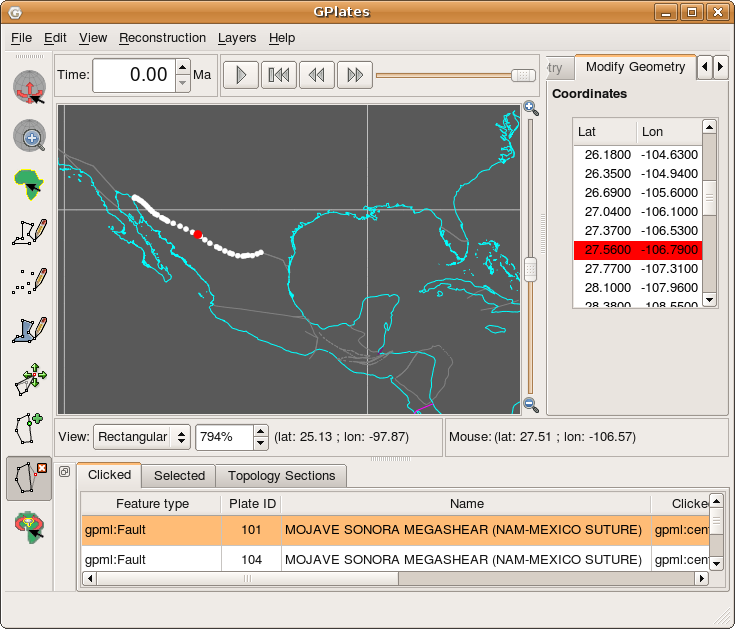 GPlates
File Edit View Reconstruction Layers Help
Time: 0.00 Ma
try Modify Geometry
Coordinates
Lat Lon
26.1800 -104.6300
26.3500 -104.9400
26.6900 -105.6000
27.0400 -106.1000
27.3700 -106.5300
27.5600 -106.7900
27.7700 -107.3100
28.1000 -107.9600
28.3800 -108.5500
View: Rectangular 794% (lat: 25.13 ; lon: -97.87) Mouse: (lat: 27.51 ; lon: -106.57)
Clicked Selected Topology Sections
Feature type Plate ID Name Clicke
gpml:Fault 101 MOJAVE SONORA MEGASHEAR (NAM-MEXICO SUTURE) gpml:cen
gpml:Fault 104 MOJAVE SONORA MEGASHEAR (NAM-MEXICO SUTURE) gpml:cen